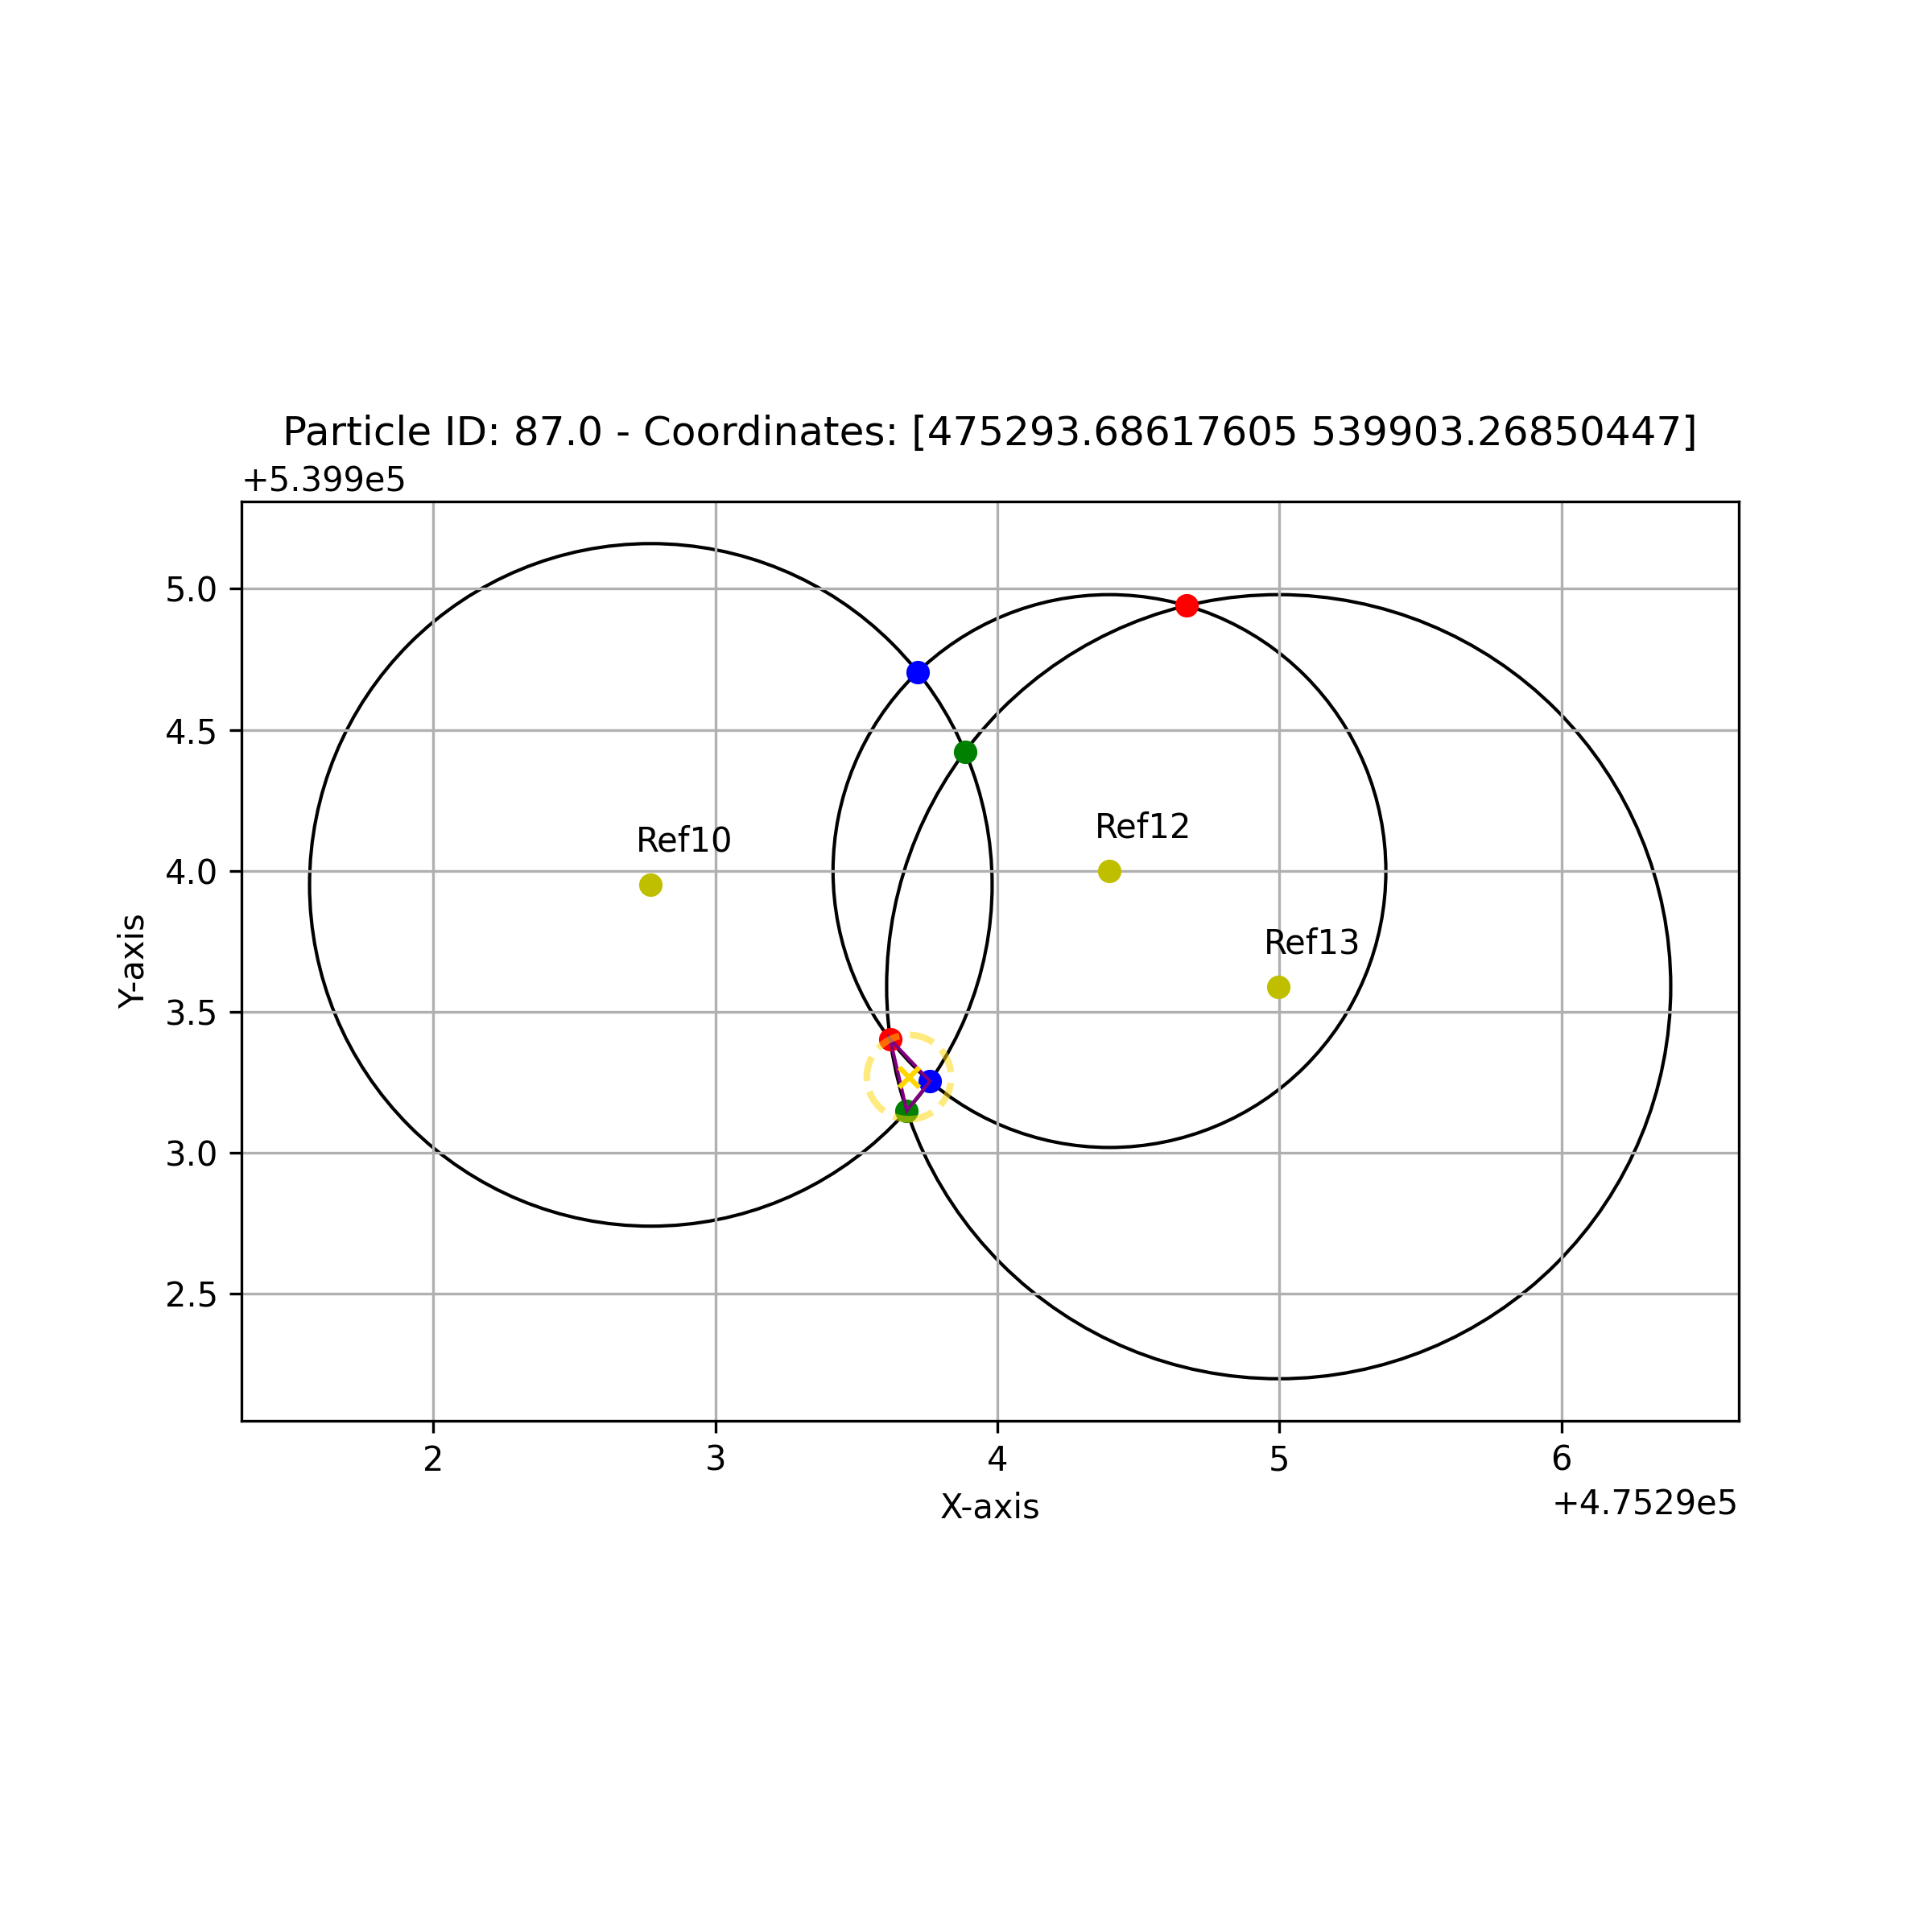 Particle ID: 87.0 - Coordinates: [475293.68617605 539903.26850447]
+5.399e5
5.0
4.5
4.0
3.5
3.0
2.5
Y-axis
Ref10
Ref12
Ref13
2 3 4 5 6
X-axis
+4.7529e5